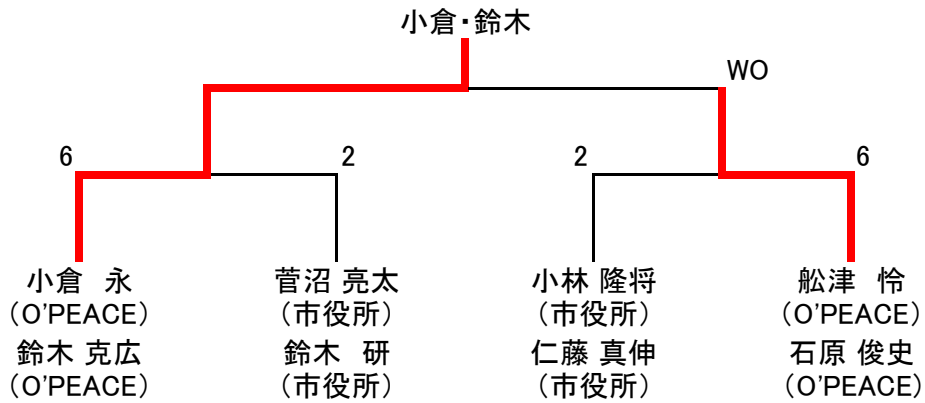 小倉・鈴木
WO
6 2 2 6
小倉　永 菅沼 亮太 小林 隆将 舩津　怜
（O'PEACE） （市役所） （市役所） （O'PEACE）
鈴木 克広 鈴木　研 仁藤 真伸 石原 俊史
（O'PEACE） （市役所） （市役所） （O'PEACE）